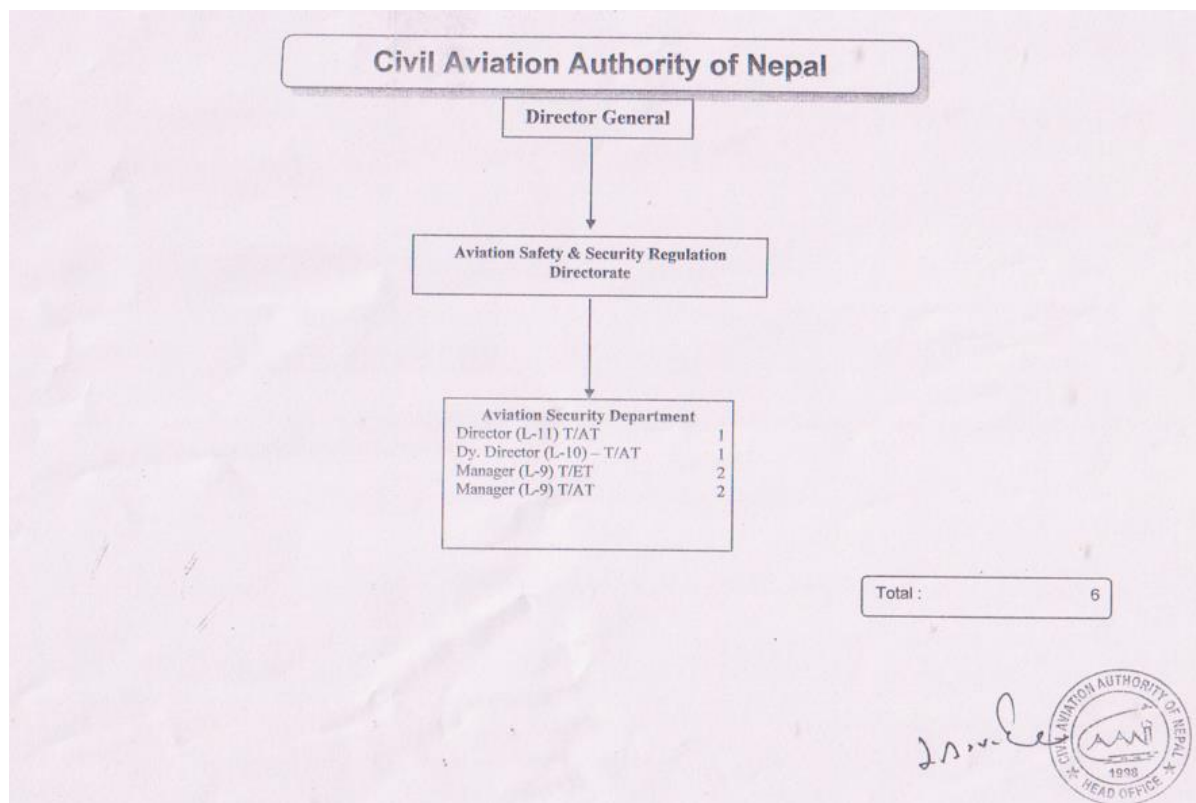 Civil Aviation Authority of Nepal
Director General
Aviation Safety & Security Regulation
Directorate
Aviation Security Department
Director (L-11) T/AT 1
Dy. Director (L-10) – T/AT 1
Manager (L-9) T/ET 2
Manager (L-9) T/AT 2
Total : 6
CIVIL AVIATION AUTHORITY OF NEPAL
1998
HEAD OFFICE